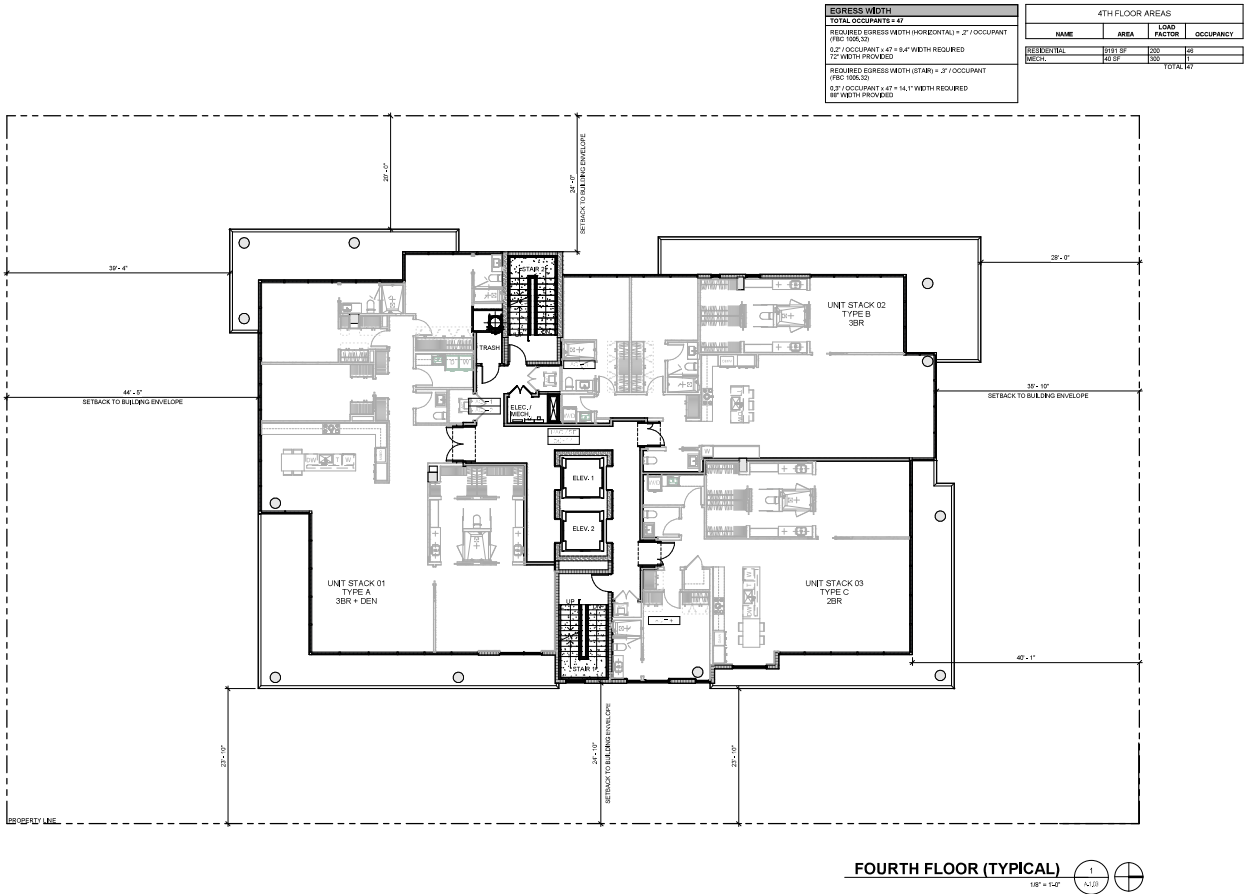 EGRESS WIDTH
TOTAL OCCUPANTS = 47
REQUIRED EGRESS WIDTH (HORIZONTAL) = .2" / OCCUPANT
(FBC 1005.32)
0.2" / OCCUPANT x 47 = 9.4" WIDTH REQUIRED
72" WIDTH PROVIDED
REQUIRED EGRESS WIDTH (STAIR) = .3" / OCCUPANT
(FBC 1005.32)
0.3" / OCCUPANT x 47 = 14.1" WIDTH REQUIRED
88" WIDTH PROVIDED
4TH FLOOR AREAS
NAME AREA LOAD FACTOR OCCUPANCY
RESIDENTIAL 9191 SF 200 46
MECH. 40 SF 300 1
TOTAL 47
SETBACK TO BUILDING ENVELOPE
24' - 0"
39' - 4"
28' - 0"
STAIR 2
UNIT STACK 02
TYPE B
3BR
TRASH
44' - 5"
SETBACK TO BUILDING ENVELOPE
35' - 10"
SETBACK TO BUILDING ENVELOPE
ELEC. /
MECH.
W/D
DW T W
W
ELEV. 1
W/D
ELEV. 2
UNIT STACK 01
TYPE A
3BR + DEN
UNIT STACK 03
TYPE C
2BR
UP
STAIR 1
40' - 1"
23' - 10"
24' - 10"
SETBACK TO BUILDING ENVELOPE
23' - 10"
PROPERTY LINE
FOURTH FLOOR (TYPICAL)
1
1/8" = 1'-0"